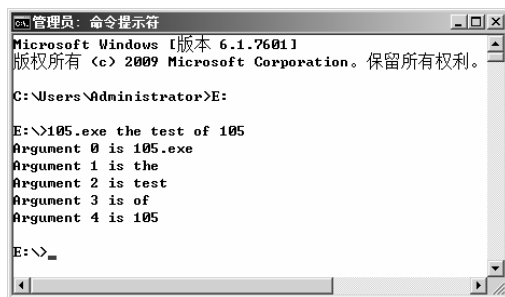 管理员: 命令提示符
Microsoft Windows [版本 6.1.7601]
版权所有 (c) 2009 Microsoft Corporation。保留所有权利。
C:\Users\Administrator>E:
E:\>105.exe the test of 105
Argument 0 is 105.exe
Argument 1 is the
Argument 2 is test
Argument 3 is of
Argument 4 is 105
E:\>_